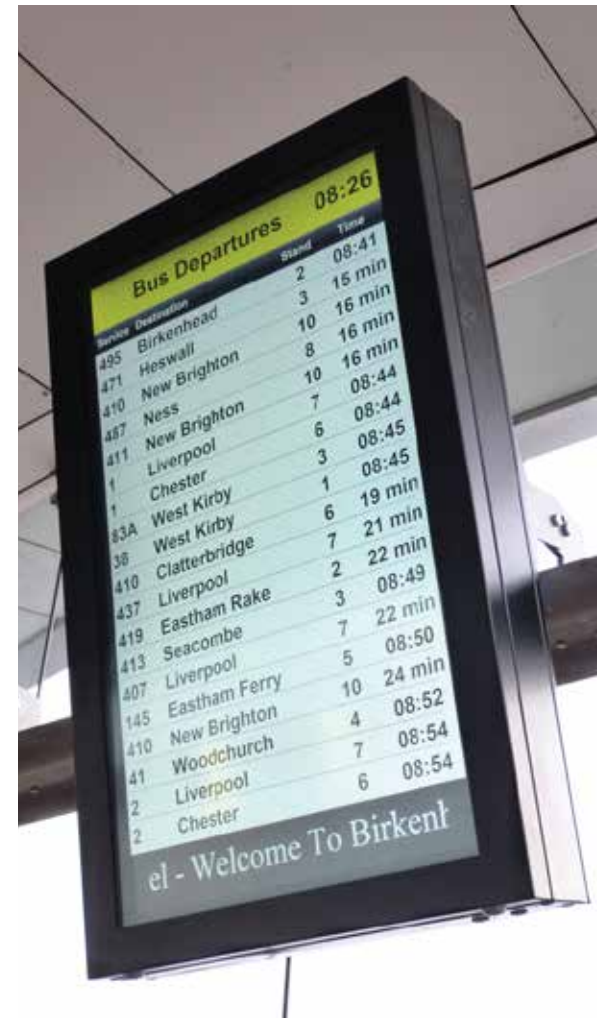 Bus Departures 08:26
Service Destination Stand Time
495 Birkenhead 2 08:41
471 Heswall 3 15 min
410 New Brighton 10 16 min
487 Ness 8 16 min
411 New Brighton 10 16 min
1 Liverpool 7 08:44
1 Chester 6 08:44
83A West Kirby 3 08:45
38 West Kirby 1 08:45
410 Clatterbridge 6 19 min
437 Liverpool 7 21 min
419 Eastham Rake 2 22 min
413 Seacombe 3 08:49
407 Liverpool 7 22 min
145 Eastham Ferry 5 08:50
410 New Brighton 10 24 min
41 Woodchurch 4 08:52
2 Liverpool 7 08:54
2 Chester 6 08:54
el - Welcome To Birkenh